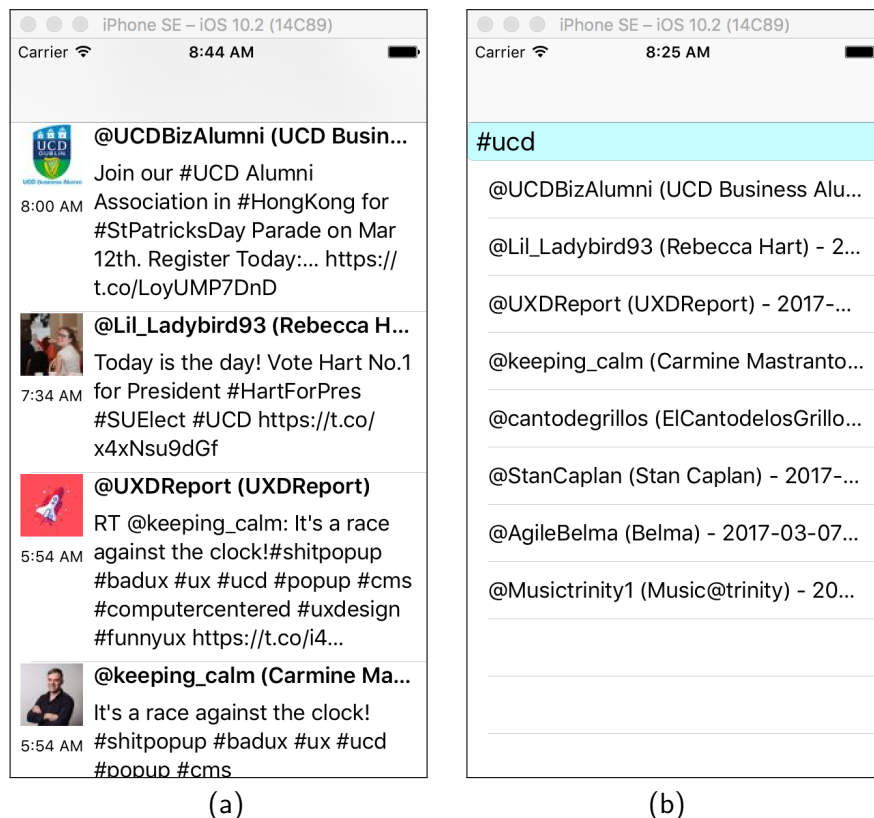 iPhone SE – iOS 10.2 (14C89)
Carrier
8:44 AM
UCD
DUBLIN
UCD Business Alumni
@UCDBizAlumni (UCD Busin...
8:00 AM
Join our #UCD Alumni
Association in #HongKong for
#StPatricksDay Parade on Mar
12th. Register Today:... https://
t.co/LoyUMP7DnD
@Lil_Ladybird93 (Rebecca H...
7:34 AM
Today is the day! Vote Hart No.1
for President #HartForPres
#SUElect #UCD https://t.co/
x4xNsu9dGf
@UXDReport (UXDReport)
5:54 AM
RT @keeping_calm: It's a race
against the clock!#shitpopup
#badux #ux #ucd #popup #cms
#computercentered #uxdesign
#funnyux https://t.co/i4...
@keeping_calm (Carmine Ma...
5:54 AM
It's a race against the clock!
#shitpopup #badux #ux #ucd
#popup #cms
(a)
iPhone SE – iOS 10.2 (14C89)
Carrier
8:25 AM
#ucd
@UCDBizAlumni (UCD Business Alu...
@Lil_Ladybird93 (Rebecca Hart) - 2...
@UXDReport (UXDReport) - 2017-...
@keeping_calm (Carmine Mastranto...
@cantodegrillos (ElCantodelosGrillo...
@StanCaplan (Stan Caplan) - 2017-...
@AgileBelma (Belma) - 2017-03-07...
@Musictrinity1 (Music@trinity) - 20...
(b)